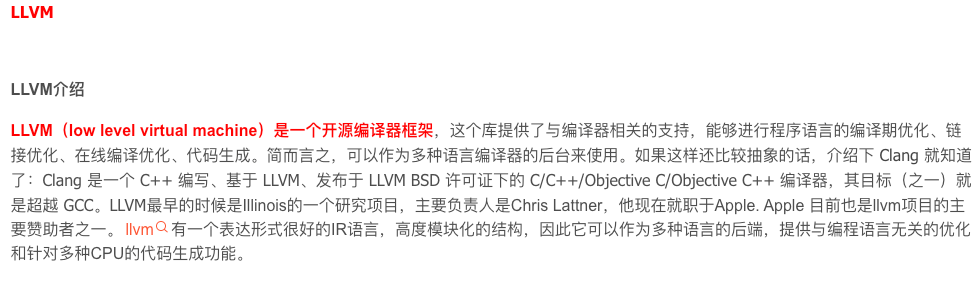 LLVM
LLVM介绍
LLVM（low level virtual machine）是一个开源编译器框架，这个库提供了与编译器相关的支持，能够进行程序语言的编译期优化、链
接优化、在线编译优化、代码生成。简而言之，可以作为多种语言编译器的后台来使用。如果这样还比较抽象的话，介绍下 Clang 就知道
了：Clang 是一个 C++ 编写、基于 LLVM、发布于 LLVM BSD 许可证下的 C/C++/Objective C/Objective C++ 编译器，其目标（之一）就
是超越 GCC。LLVM最早的时候是Illinois的一个研究项目，主要负责人是Chris Lattner，他现在就职于Apple. Apple 目前也是llvm项目的主
要赞助者之一。 llvm 有一个表达形式很好的IR语言，高度模块化的结构，因此它可以作为多种语言的后端，提供与编程语言无关的优化
和针对多种CPU的代码生成功能。